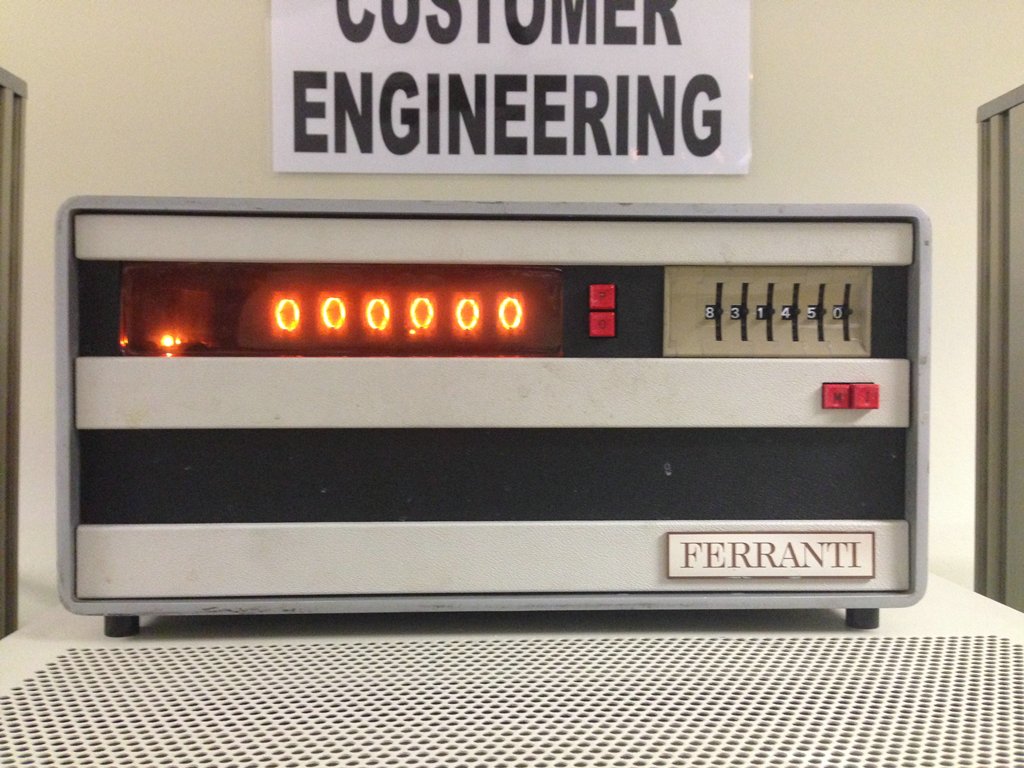 CUSTOMER
ENGINEERING
000000
831450
FERRANTI